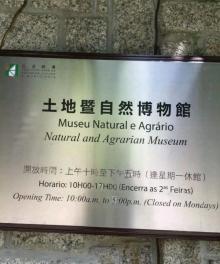 土地暨自然博物館
Museu Natural e Agrário
Natural and Agrarian Museum
開放時間：上午十時至下午五時（逢星期一休館）
Horario: 10H00-17H00 (Encerra as 2ªs Feiras)
Opening Time: 10:00a.m. to 5:00p.m. (Closed on Mondays)